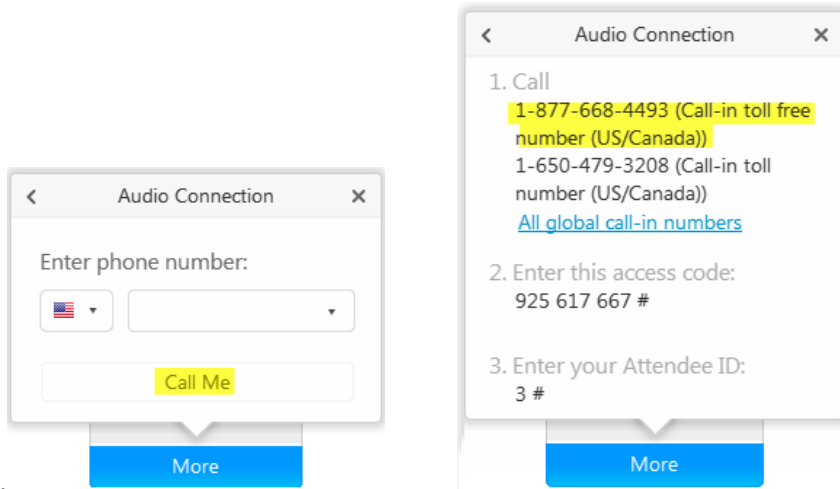 Audio Connection
Enter phone number:
Call Me
More
Audio Connection
1. Call
1-877-668-4493 (Call-in toll free
number (US/Canada))
1-650-479-3208 (Call-in toll
number (US/Canada))
All global call-in numbers
2. Enter this access code:
925 617 667 #
3. Enter your Attendee ID:
3 #
More